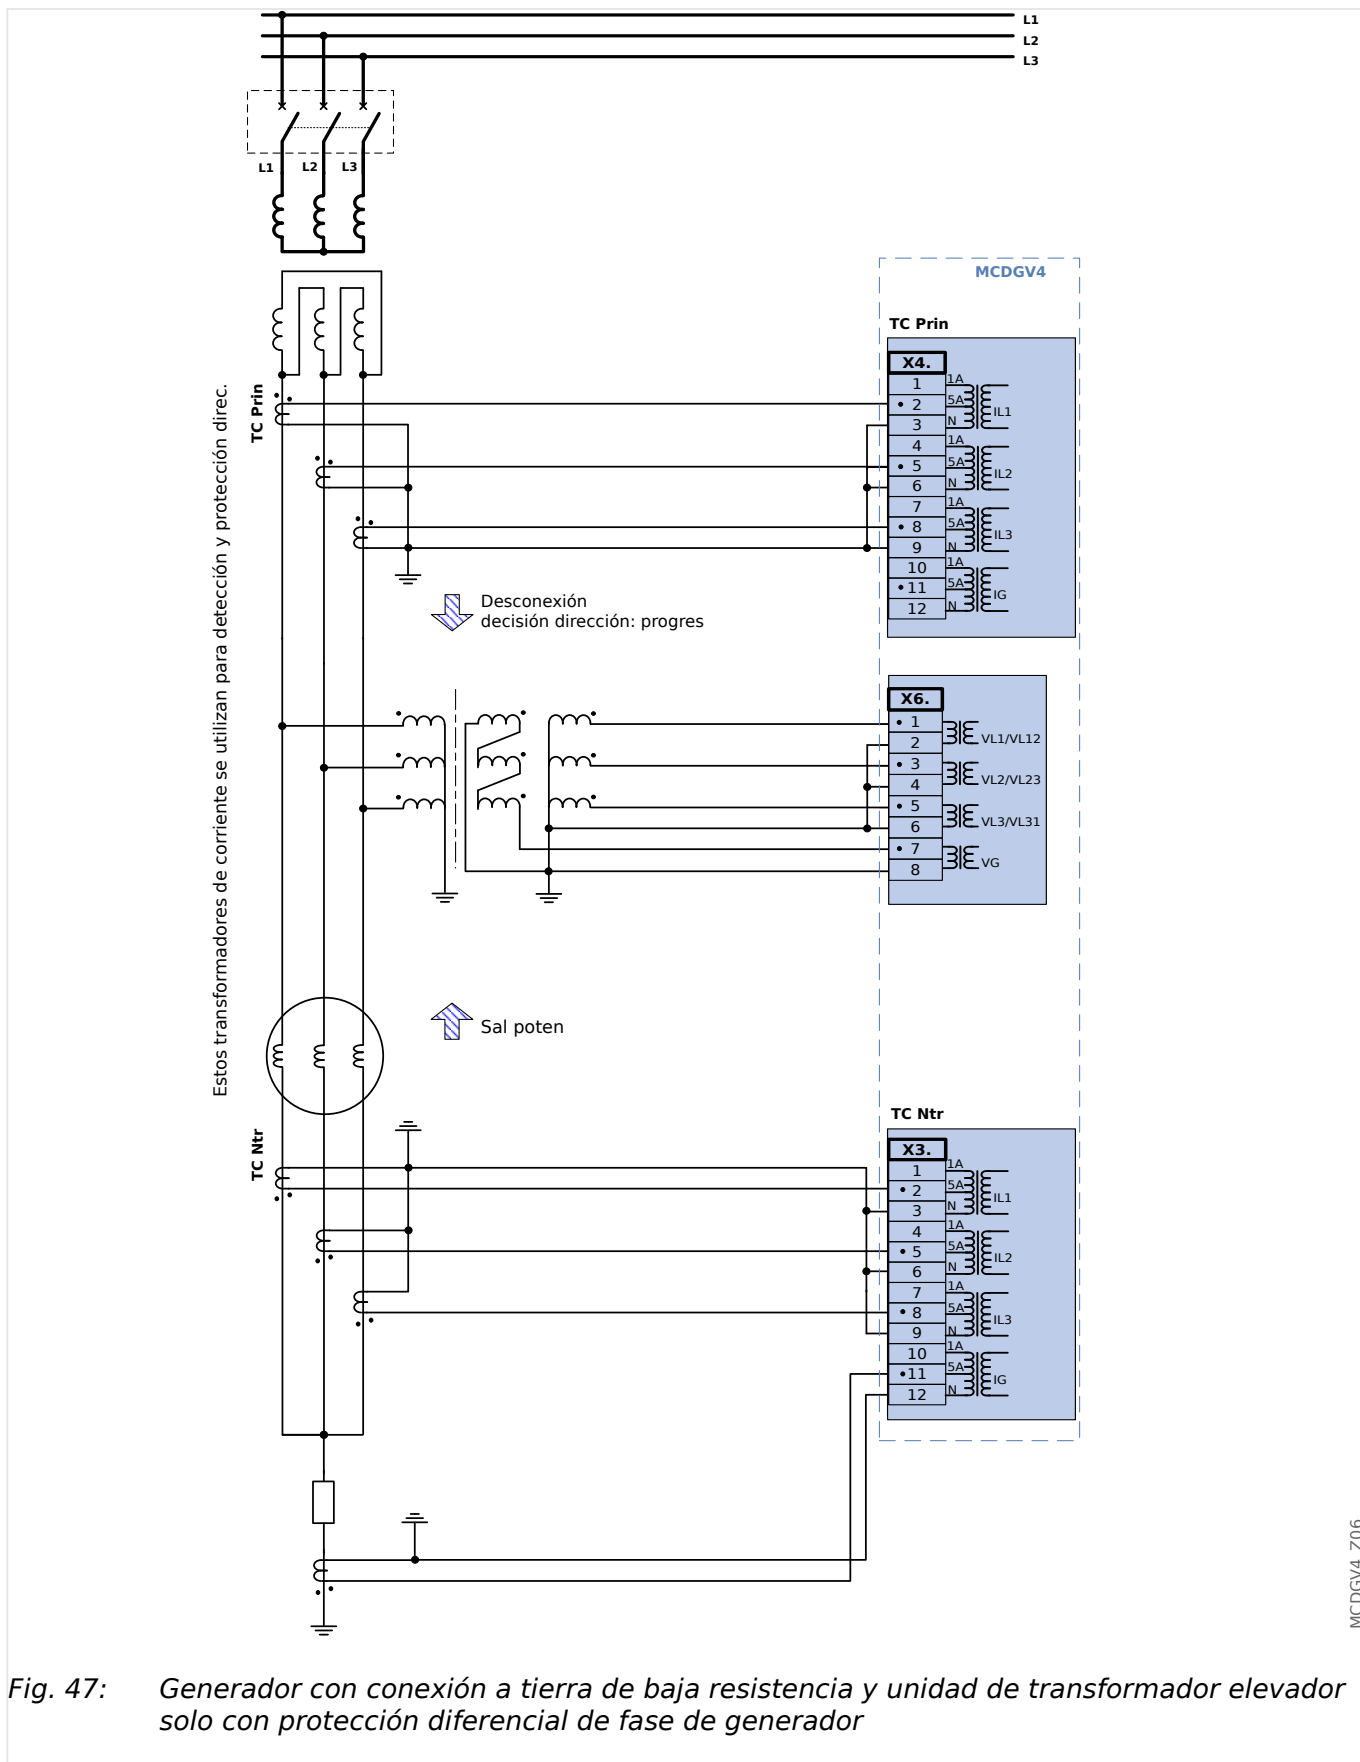 L1
L2
L3
L1 L2 L3
MCDGV4
TC Prin
X4.
1
2
3
4
5
6
7
8
9
10
11
12
1A
5A
N
IL1
1A
5A
N
IL2
1A
5A
N
IL3
1A
5A
N
IG
TC Prin
Estos transformadores de corriente se utilizan para detección y protección direc.
Desconexión
decisión dirección: progres
X6.
1
2
3
4
5
6
7
8
VL1/VL12
VL2/VL23
VL3/VL31
VG
Sal poten
TC Ntr
TC Ntr
X3.
1
2
3
4
5
6
7
8
9
10
11
12
1A
5A
N
IL1
1A
5A
N
IL2
1A
5A
N
IL3
1A
5A
N
IG
MCDGV4_Z06
Fig. 47: Generador con conexión a tierra de baja resistencia y unidad de transformador elevador
solo con protección diferencial de fase de generador